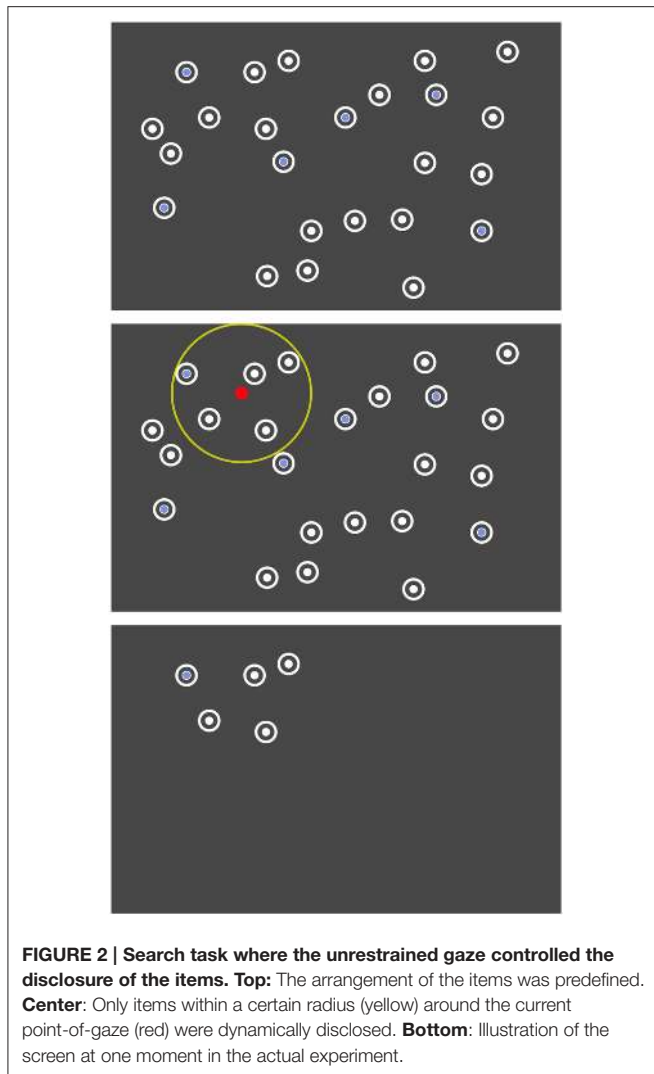 FIGURE 2 | Search task where the unrestrained gaze controlled the
disclosure of the items. Top: The arrangement of the items was predefined.
Center: Only items within a certain radius (yellow) around the current
point-of-gaze (red) were dynamically disclosed. Bottom: Illustration of the
screen at one moment in the actual experiment.